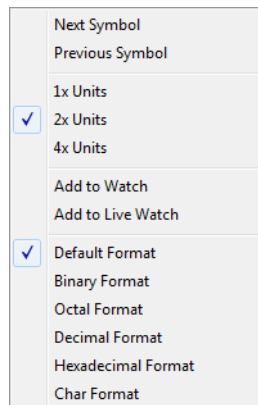 Next Symbol
Previous Symbol
1x Units
2x Units
4x Units
Add to Watch
Add to Live Watch
Default Format
Binary Format
Octal Format
Decimal Format
Hexadecimal Format
Char Format